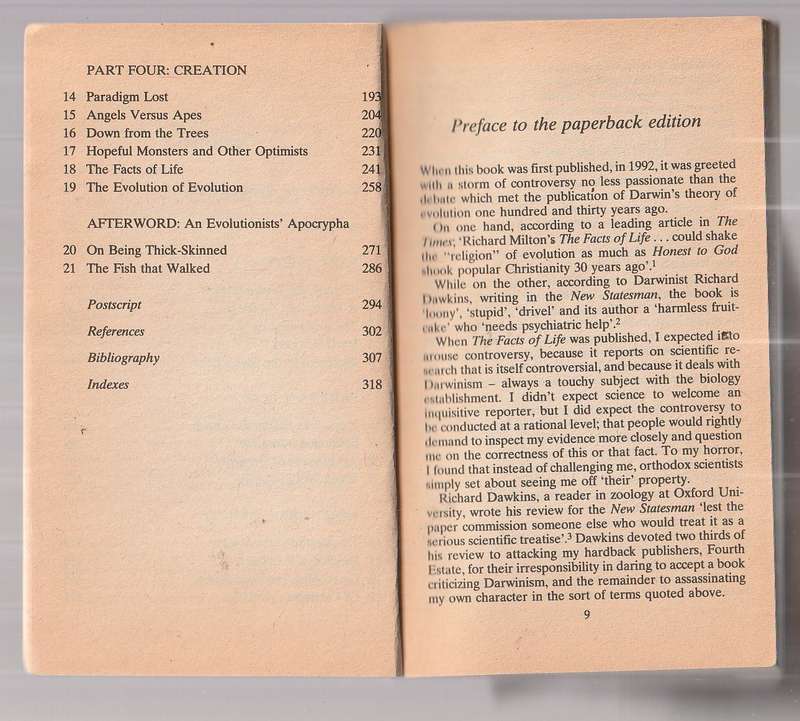 PART FOUR: CREATION
14 Paradigm Lost 193
15 Angels Versus Apes 204
16 Down from the Trees 220
17 Hopeful Monsters and Other Optimists 231
18 The Facts of Life 241
19 The Evolution of Evolution 258
AFTERWORD: An Evolutionists' Apocrypha
20 On Being Thick-Skinned 271
21 The Fish that Walked 286
Postscript 294
References 302
Bibliography 307
Indexes 318
Preface to the paperback edition
When this book was first published, in 1992, it was greeted
with a storm of controversy no less passionate than the
debate which met the publication of Darwin's theory of
evolution one hundred and thirty years ago.
On one hand, according to a leading article in The
Times, 'Richard Milton's The Facts of Life . . . could shake
the "religion" of evolution as much as Honest to God
shook popular Christianity 30 years ago'.1
While on the other, according to Darwinist Richard
Dawkins, writing in the New Statesman, the book is
'loony', 'stupid', 'drivel' and its author a 'harmless fruit-
cake' who 'needs psychiatric help'.2
When The Facts of Life was published, I expected it to
arouse controversy, because it reports on scientific re-
search that is itself controversial, and because it deals with
Darwinism – always a touchy subject with the biology
establishment. I didn't expect science to welcome an
inquisitive reporter, but I did expect the controversy to
be conducted at a rational level; that people would rightly
demand to inspect my evidence more closely and question
me on the correctness of this or that fact. To my horror,
I found that instead of challenging me, orthodox scientists
simply set about seeing me off 'their' property.
Richard Dawkins, a reader in zoology at Oxford Uni-
versity, wrote his review for the New Statesman 'lest the
paper commission someone else who would treat it as a
serious scientific treatise'.3 Dawkins devoted two thirds of
his review to attacking my hardback publishers, Fourth
Estate, for their irresponsibility in daring to accept a book
criticizing Darwinism, and the remainder to assassinating
my own character in the sort of terms quoted above.
9